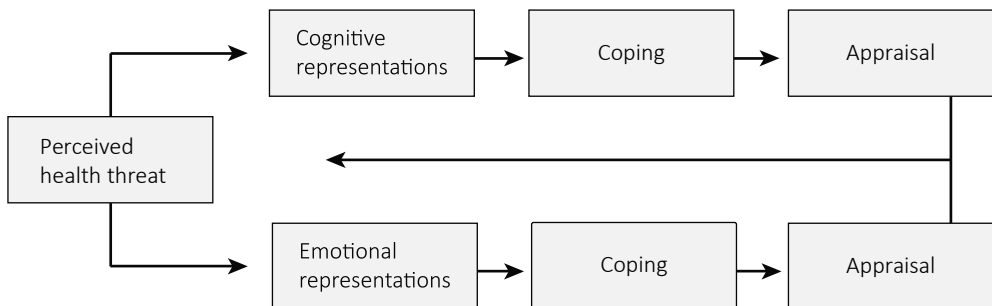 Cognitive
representations
Coping
Appraisal
Perceived
health threat
Emotional
representations
Coping
Appraisal